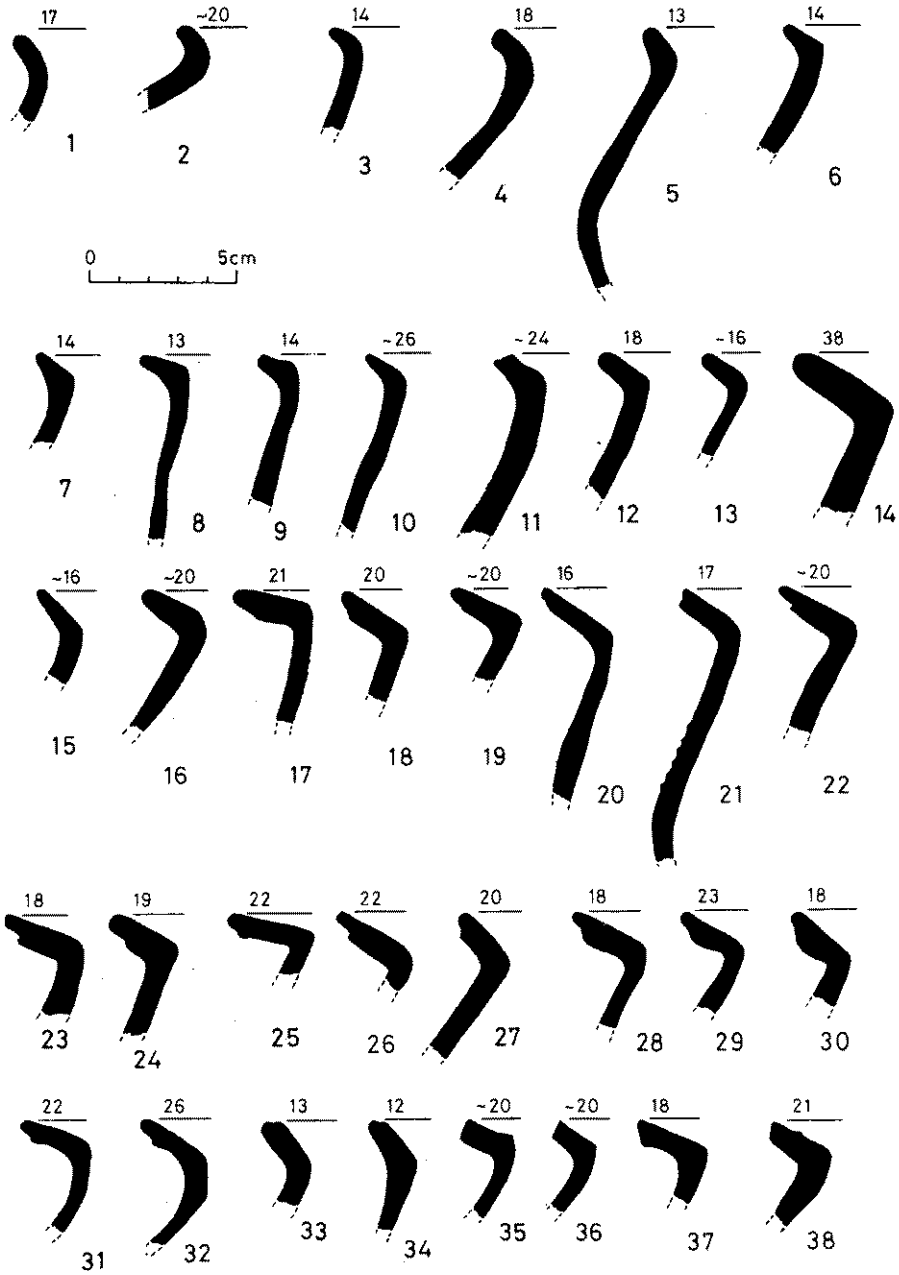 17 ~20 14 18 13 14
1 2 3 4 5 6
0 5cm
14 13 14 ~26 ~24 18 ~16 38
7 8 9 10 11 12 13 14
~16 ~20 21 20 ~20 16 17 ~20
15 16 17 18 19 20 21 22
18 19 22 22 20 18 23 18
23 24 25 26 27 28 29 30
22 26 13 12 ~20 ~20 18 21
31 32 33 34 35 36 37 38